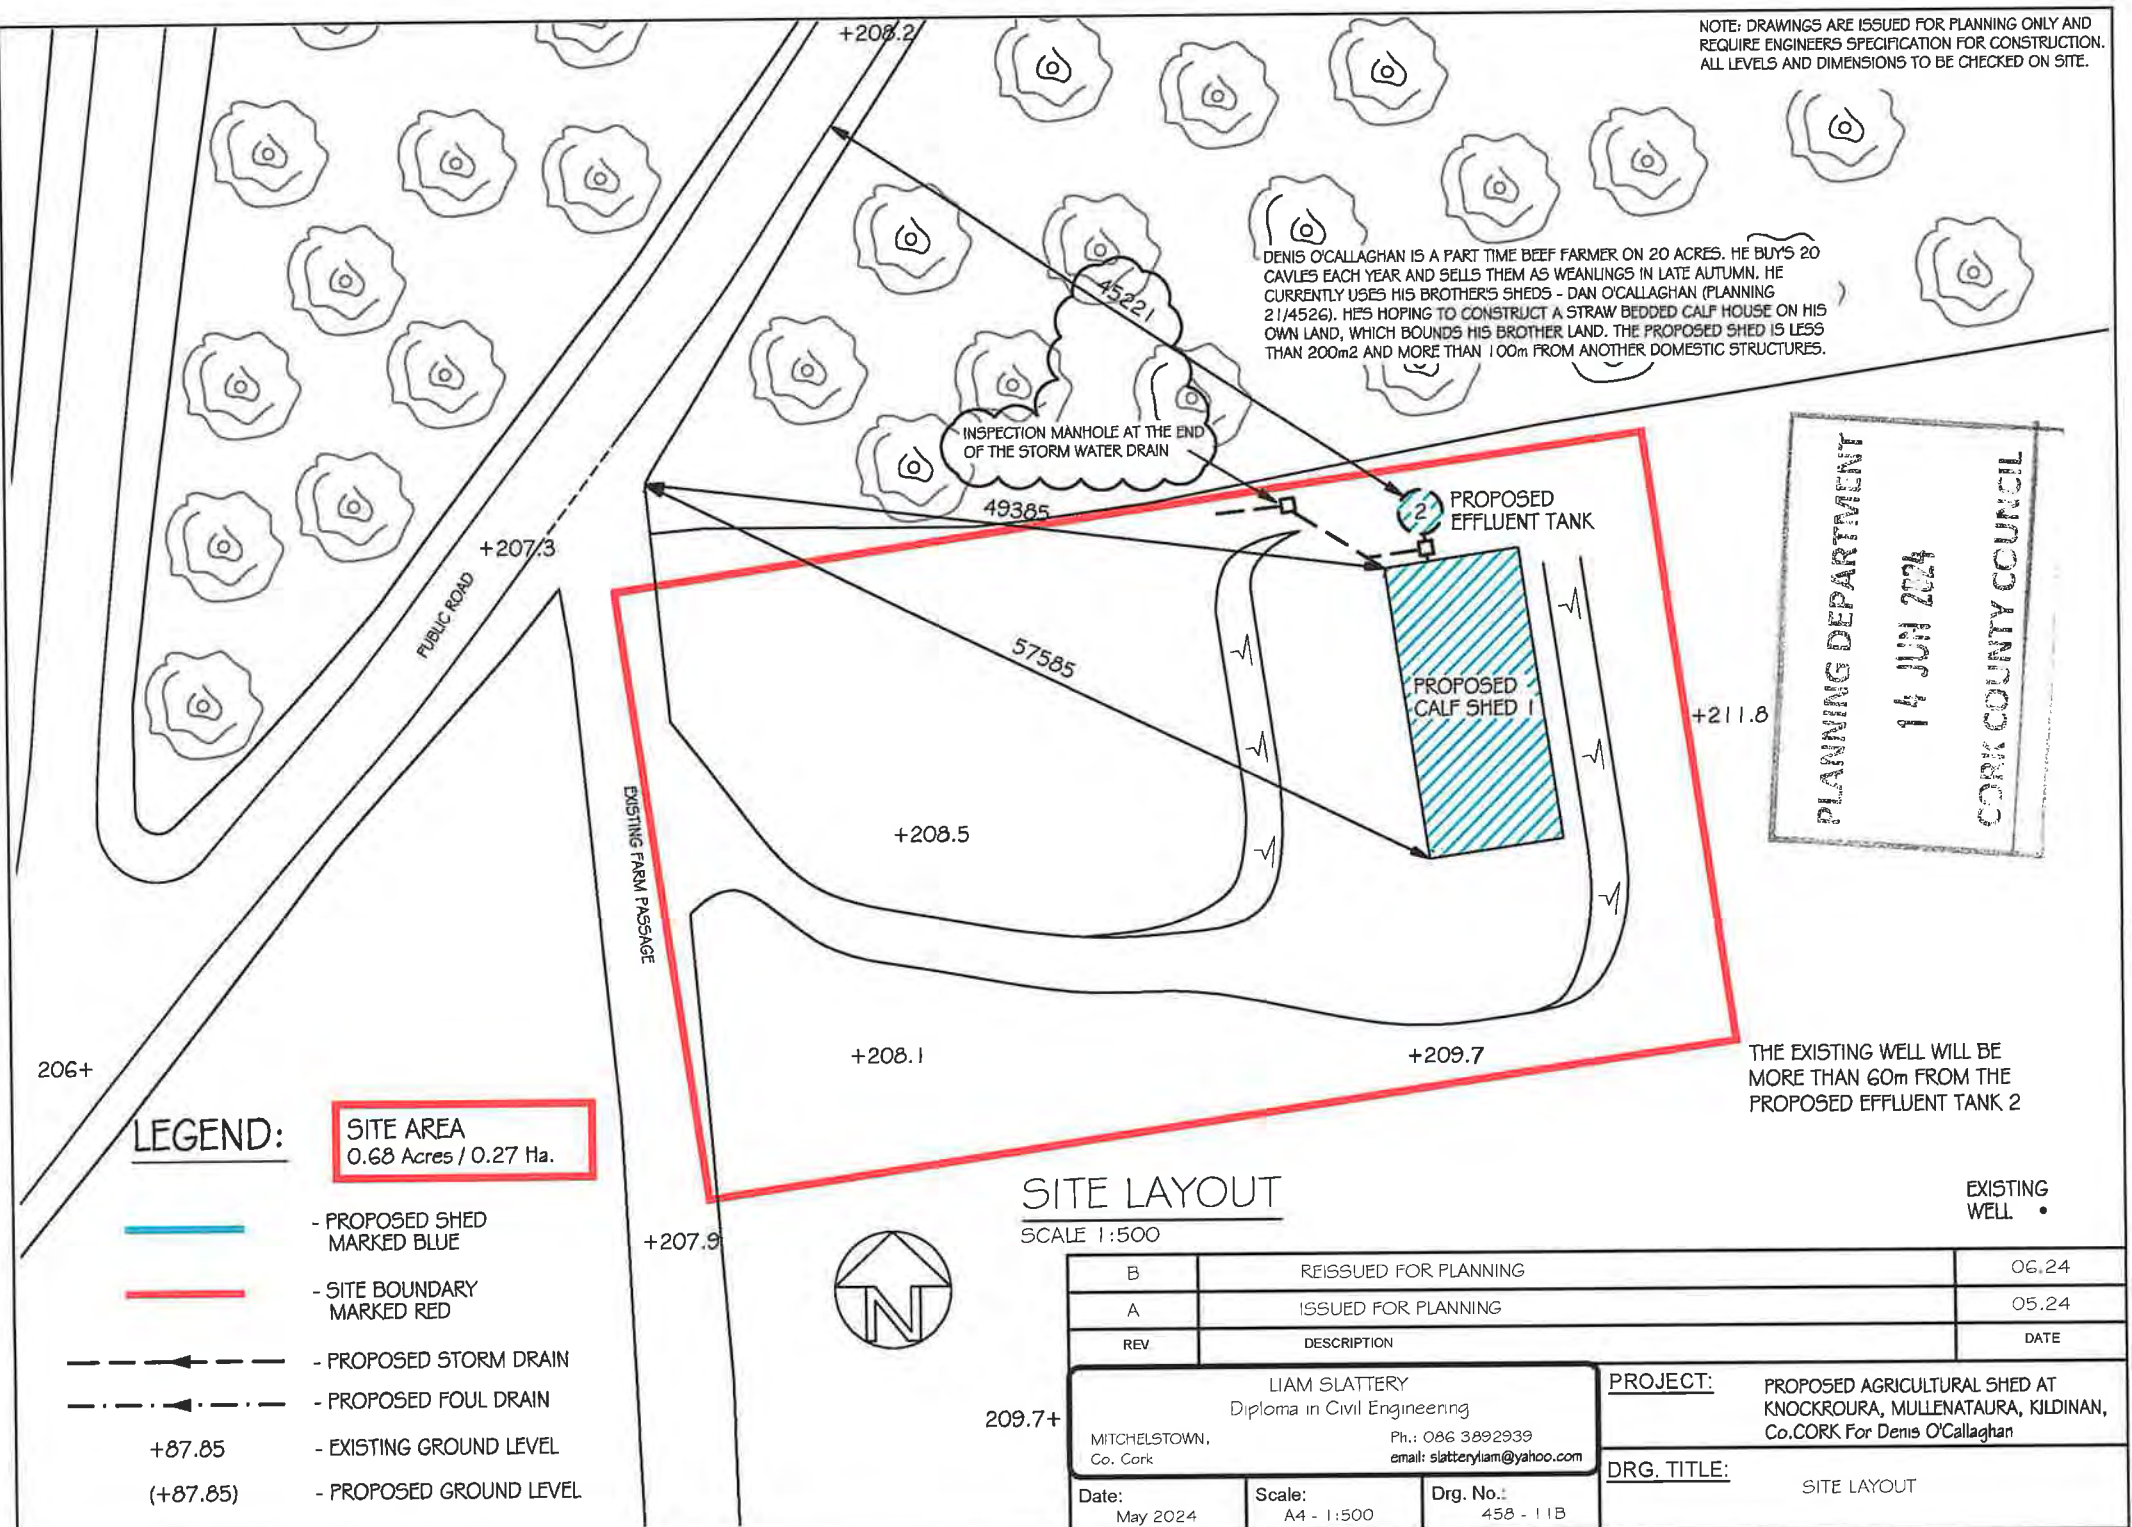 NOTE: DRAWINGS ARE ISSUED FOR PLANNING ONLY AND
REQUIRE ENGINEERS SPECIFICATION FOR CONSTRUCTION.
ALL LEVELS AND DIMENSIONS TO BE CHECKED ON SITE.
+208.2
DENIS O'CALLAGHAN IS A PART TIME BEEF FARMER ON 20 ACRES. HE BUY'S 20
CAVLES EACH YEAR AND SELLS THEM AS WEANLINGS IN LATE AUTUMN. HE
CURRENTLY USES HIS BROTHER'S SHEDS - DAN O'CALLAGHAN (PLANNING
21/4526). HES HOPING TO CONSTRUCT A STRAW BEDDED CALF HOUSE ON HIS
OWN LAND, WHICH BOUNDS HIS BROTHER LAND. THE PROPOSED SHED IS LESS
THAN 200m2 AND MORE THAN 100m FROM ANOTHER DOMESTIC STRUCTURES.
45221
INSPECTION MANHOLE AT THE END
OF THE STORM WATER DRAIN
49385
2
PROPOSED
EFFLUENT TANK
+207.3
PUBLIC ROAD
57585
PROPOSED
CALF SHED 1
+211.8
PLANNING DEPARTMENT
14 JUN 2024
CORK COUNTY COUNCIL
EXISTING FARM PASSAGE
+208.5
+208.1
+209.7
206+
THE EXISTING WELL WILL BE
MORE THAN 60m FROM THE
PROPOSED EFFLUENT TANK 2
LEGEND:
SITE AREA
0.68 Acres / 0.27 Ha.
- PROPOSED SHED
MARKED BLUE
- SITE BOUNDARY
MARKED RED
- PROPOSED STORM DRAIN
- PROPOSED FOUL DRAIN
+87.85 - EXISTING GROUND LEVEL
(+87.85) - PROPOSED GROUND LEVEL
+207.9
N
SITE LAYOUT
SCALE 1:500
EXISTING
WELL
209.7+
B REISSUED FOR PLANNING 06.24
A ISSUED FOR PLANNING 05.24
REV DESCRIPTION DATE
LIAM SLATTERY
Diploma in Civil Engineering
MITCHELSTOWN, Ph.: 086 3892939
Co. Cork email: slatteryliam@yahoo.com
Date: Scale: Drg. No.:
May 2024 A4 - 1:500 458 - 11B
PROJECT: PROPOSED AGRICULTURAL SHED AT
KNOCKROURA, MULLENATAURA, KILDINAN,
Co.CORK For Denis O'Callaghan
DRG. TITLE: SITE LAYOUT